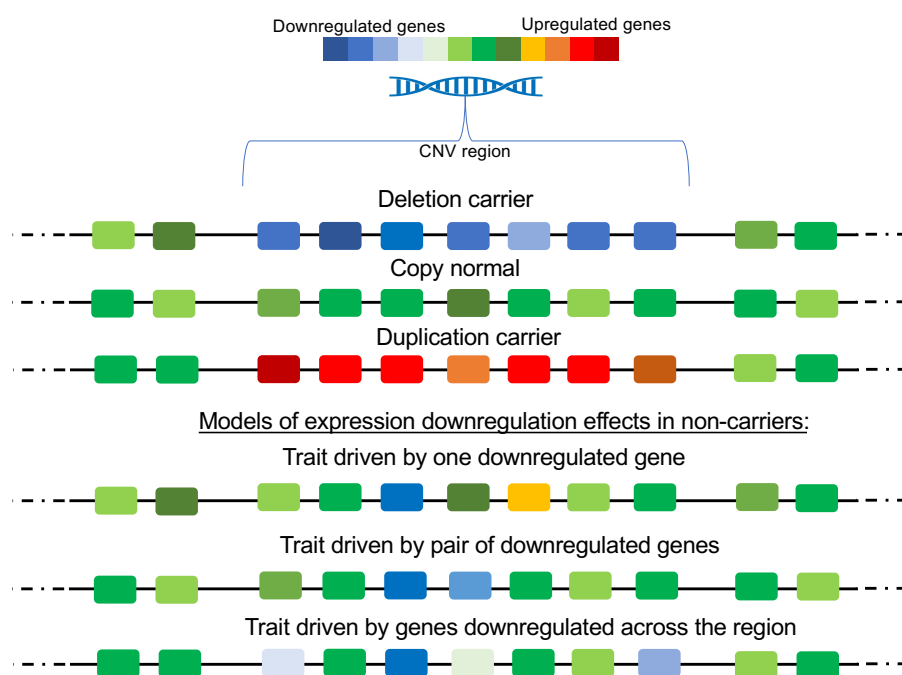 Downregulated genes Upregulated genes
CNV region
Deletion carrier
Copy normal
Duplication carrier
Models of expression downregulation effects in non-carriers:
Trait driven by one downregulated gene
Trait driven by pair of downregulated genes
Trait driven by genes downregulated across the region